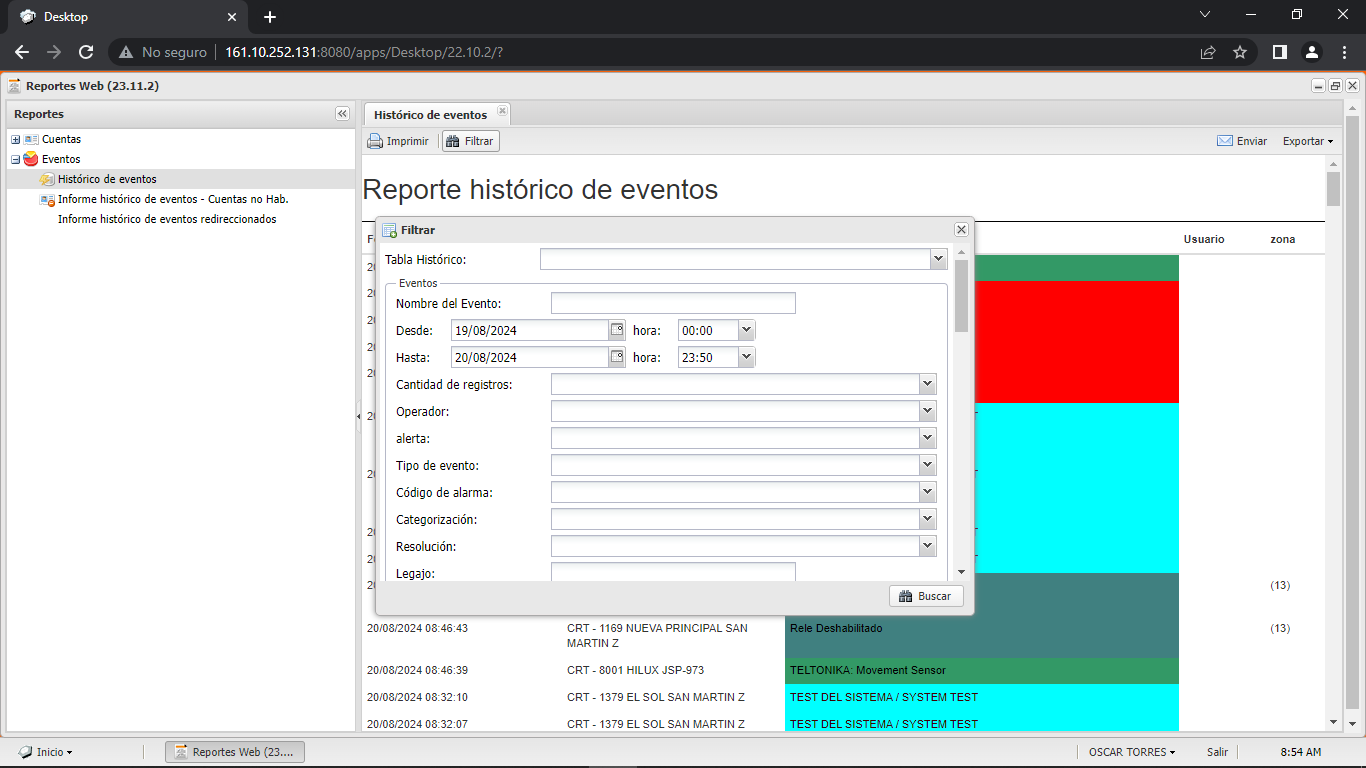 Desktop
No seguro
161.10.252.131:8080/apps/Desktop/22.10.2/?
Reportes Web (23.11.2)
Reportes
Cuentas
Eventos
Histórico de eventos
Informe histórico de eventos - Cuentas no Hab.
Informe histórico de eventos redireccionados
Histórico de eventos
Imprimir
Filtrar
Enviar
Exportar
Reporte histórico de eventos
Usuario
zona
Filtrar
Tabla Histórico:
Eventos
Nombre del Evento:
Desde: 19/08/2024 hora: 00:00
Hasta: 20/08/2024 hora: 23:50
Cantidad de registros:
Operador:
alerta:
Tipo de evento:
Código de alarma:
Categorización:
Resolución:
Legajo:
Buscar
(13)
20/08/2024 08:46:43 CRT - 1169 NUEVA PRINCIPAL SAN Rele Deshabilitado (13)
MARTIN Z
20/08/2024 08:46:39 CRT - 8001 HILUX JSP-973 TELTONIKA: Movement Sensor
20/08/2024 08:32:10 CRT - 1379 EL SOL SAN MARTIN Z TEST DEL SISTEMA / SYSTEM TEST
20/08/2024 08:32:07 CRT - 1379 EL SOL SAN MARTIN Z TEST DEL SISTEMA / SYSTEM TEST
Inicio
Reportes Web (23....
OSCAR TORRES
Salir
8:54 AM